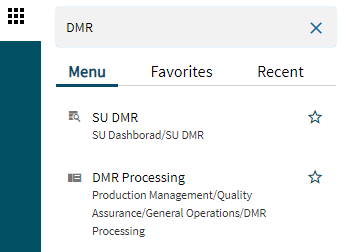 DMR
Menu Favorites Recent
SU DMR
SU Dashborad/SU DMR
DMR Processing
Production Management/Quality
Assurance/General Operations/DMR
Processing